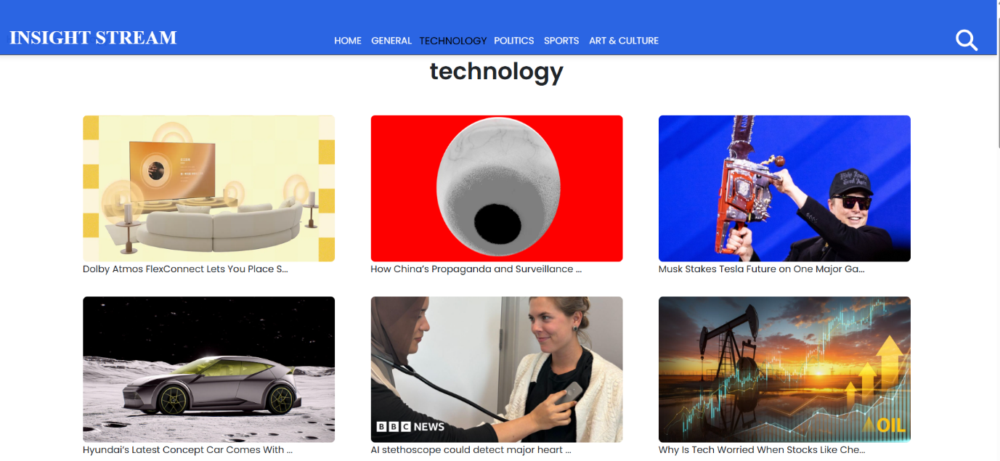 INSIGHT STREAM
HOME GENERAL TECHNOLOGY POLITICS SPORTS ART & CULTURE
technology
Dolby Atmos FlexConnect Lets You Place S...
How China’s Propaganda and Surveillance ...
Musk Stakes Tesla Future on One Major Ga...
BBC NEWS
OIL
Hyundai’s Latest Concept Car Comes With ...
AI stethoscope could detect major heart ...
Why Is Tech Worried When Stocks Like Che...